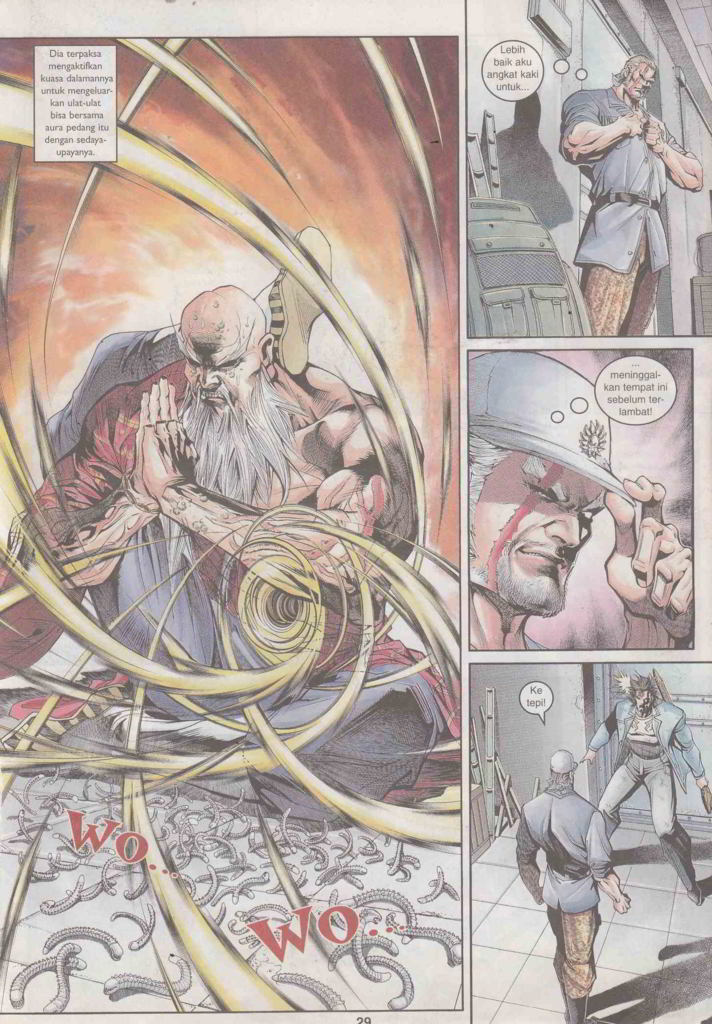 Dia terpaksa
mengaktifkan
kuasa dalamannya
untuk mengeluar-
kan ulat-ulat
bisa bersama
aura pedang itu
dengan sedaya-
upayanya.
WO...
WO...
Lebih
baik aku
angkat kaki
untuk...
...
meninggal-
kan tempat ini
sebelum ter-
lambat!
Ke
tepi!
29